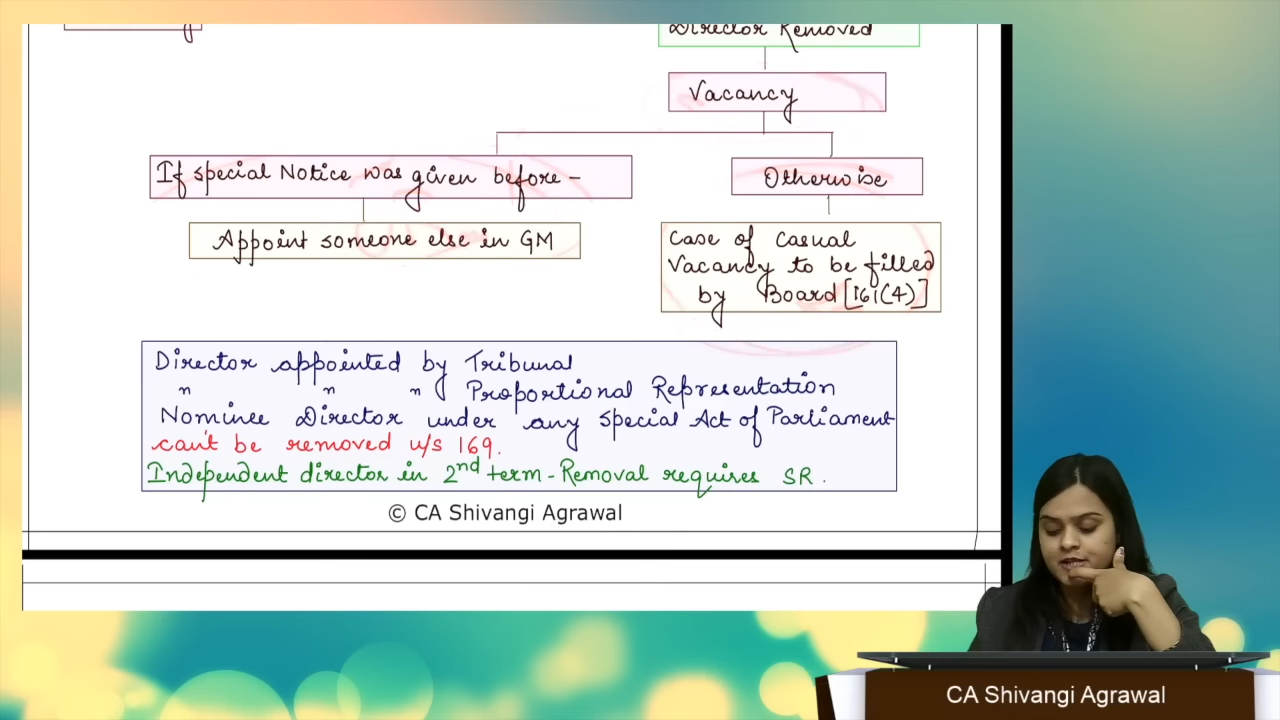 Director Removed
Vacancy
If special Notice was given before -
Otherwise
Appoint someone else in GM
Case of Casual
Vacancy to be filled
by Board [161(4)]
Director appointed by Tribunal
" " " Proportional Representation
Nominee Director under any special Act of Parliament
can't be removed u/s 169.
Independent director in 2nd term - Removal requires SR.
© CA Shivangi Agrawal
CA Shivangi Agrawal